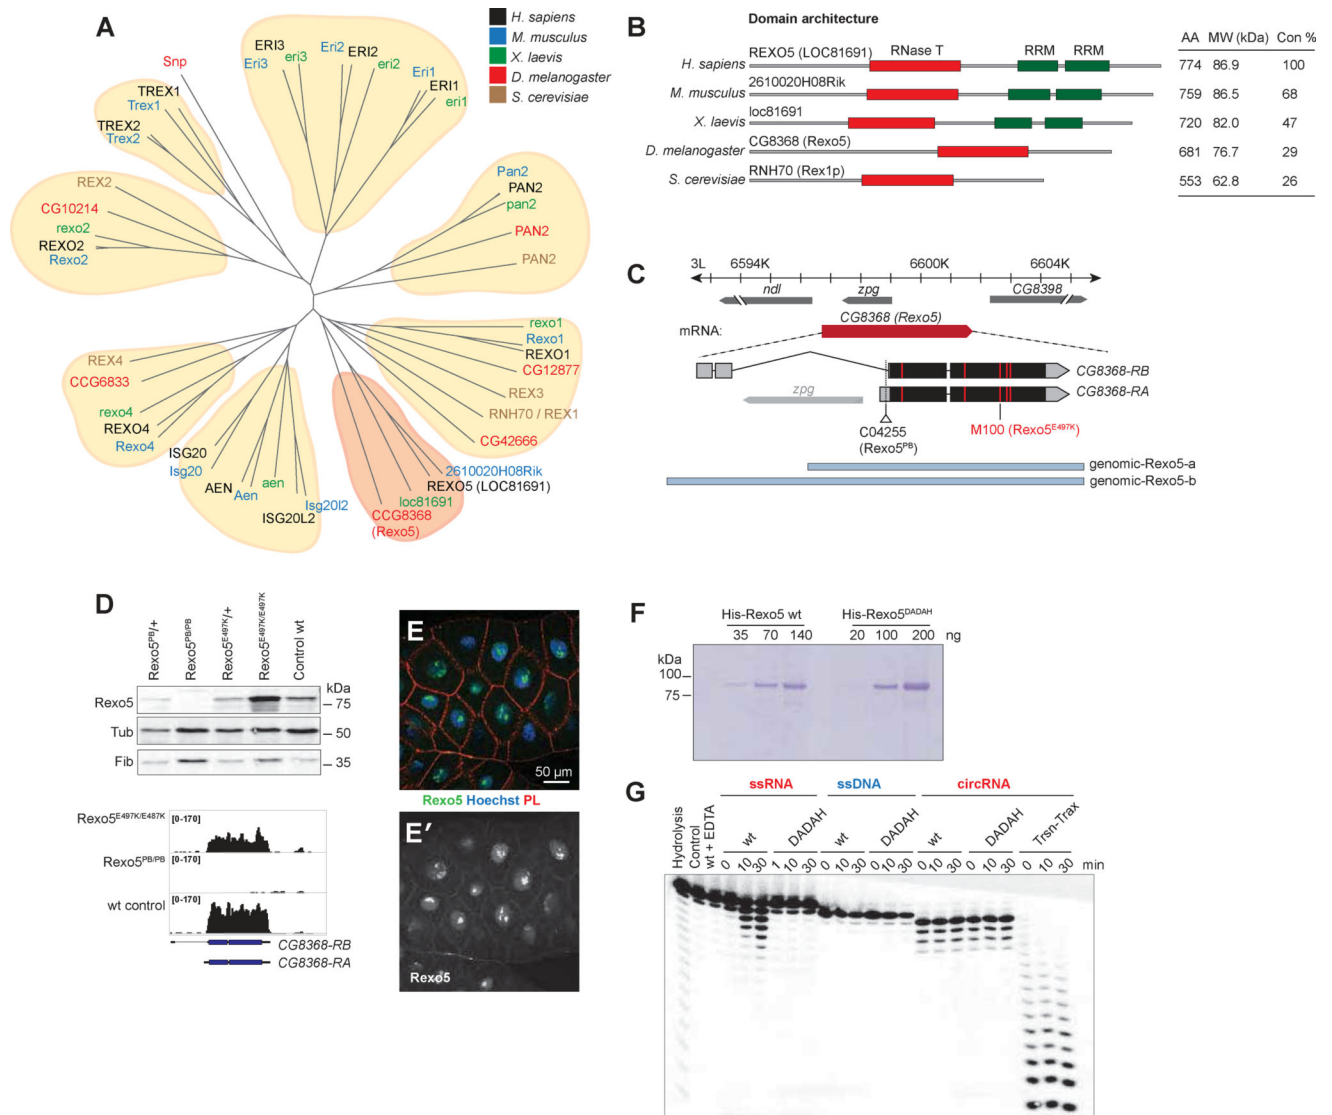 A
H. sapiens
M. musculus
X. laevis
D. melanogaster
S. cerevisiae
Snp
TREX1
Trex1
TREX2
Trex2
ERI3
Eri3
eri3
Eri2
ERI2
eri2
Eri1
ERI1
eri1
Pan2
PAN2
pan2
PAN2
PAN2
REX2
CG10214
rexo2
REXO2
Rexo2
rexo1
Rexo1
REXO1
CG12877
REX3
RNH70 / REX1
CG42666
REX4
CCG6833
rexo4
REXO4
Rexo4
ISG20
Isg20
AEN
Aen
aen
ISG20L2
Isg20l2
2610020H08Rik
REXO5 (LOC81691)
loc81691
CCG8368
(Rexo5)
B
Domain architecture
AA MW (kDa) Con %
REXO5 (LOC81691) RNase T RRM RRM
H. sapiens 774 86.9 100
2610020H08Rik
M. musculus 759 86.5 68
loc81691
X. laevis 720 82.0 47
CG8368 (Rexo5)
D. melanogaster 681 76.7 29
RNH70 (Rex1p)
S. cerevisiae 553 62.8 26
C
3L 6594K 6600K 6604K
ndl zpg CG8398
CG8368 (Rexo5)
mRNA:
CG8368-RB
CG8368-RA
zpg
C04255
(Rexo5PB)
M100 (Rexo5E497K)
genomic-Rexo5-a
genomic-Rexo5-b
D
Rexo5PB/+
Rexo5PB/PB
Rexo5E497K/+
Rexo5E497K/E497K
Control wt
kDa
Rexo5 75
Tub 50
Fib 35
Rexo5E497K/E487K [0-170]
Rexo5PB/PB [0-170]
wt control [0-170]
CG8368-RB
CG8368-RA
E
50 µm
Rexo5 Hoechst PL
E′
Rexo5
F
His-Rexo5 wt His-Rexo5DADAH
35 70 140 20 100 200 ng
kDa
100
75
G
ssRNA ssDNA circRNA
Hydrolysis
Control
wt + EDTA
wt DADAH wt DADAH wt DADAH Trsn-Trax
0 10 30 1 10 30 0 10 30 0 10 30 0 10 30 0 10 30 0 10 30 min